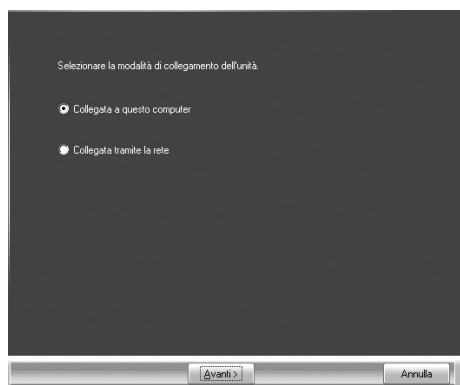 Selezionare la modalità di collegamento dell'unità.
Collegata a questo computer
Collegata tramite la rete
Avanti >
Annulla